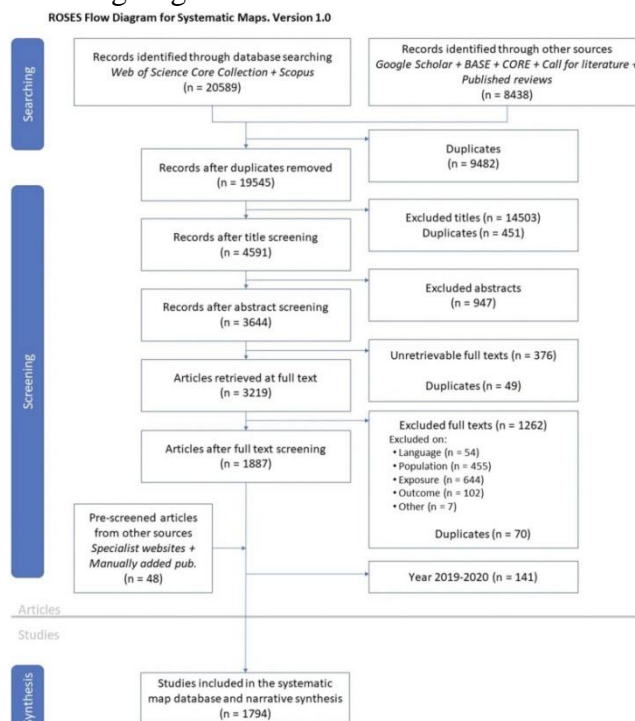 ROSES Flow Diagram for Systematic Maps. Version 1.0
Searching
Records identified through database searching
Web of Science Core Collection + Scopus
(n = 20589)
Records identified through other sources
Google Scholar + BASE + CORE + Call for literature +
Published reviews
(n = 8438)
Screening
Duplicates
(n = 9482)
Records after duplicates removed
(n = 19545)
Excluded titles (n = 14503)
Duplicates (n = 451)
Records after title screening
(n = 4591)
Excluded abstracts
(n = 947)
Records after abstract screening
(n = 3644)
Unretrievable full texts (n = 376)
Duplicates (n = 49)
Articles retrieved at full text
(n = 3219)
Excluded full texts (n = 1262)
Excluded on:
• Language (n = 54)
• Population (n = 455)
• Exposure (n = 644)
• Outcome (n = 102)
• Other (n = 7)
Duplicates (n = 70)
Articles after full text screening
(n = 1887)
Pre-screened articles
from other sources
Specialist websites +
Manually added pub.
(n = 48)
Year 2019-2020 (n = 141)
Articles
Studies
Synthesis
Studies included in the systematic
map database and narrative synthesis
(n = 1794)